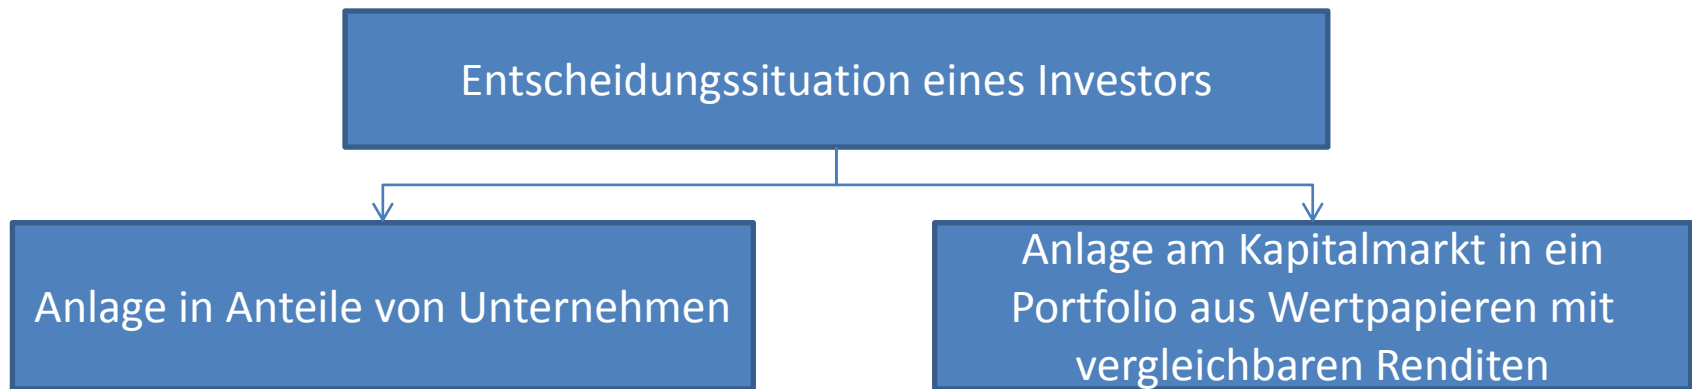 Entscheidungssituation eines Investors
Anlage in Anteile von Unternehmen
Anlage am Kapitalmarkt in ein
Portfolio aus Wertpapieren mit
vergleichbaren Renditen